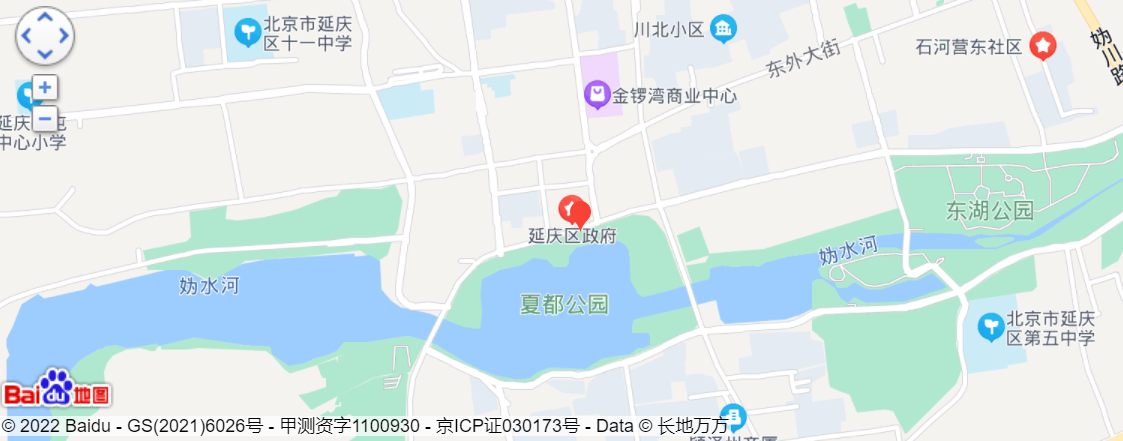 北京市延庆
区十一中学
川北小区
东外大街
石河营东社区
妫川路
金锣湾商业中心
中心小学
东湖公园
延庆区政府
妫水河
妫水河
夏都公园
北京市延庆
区第五中学
Bai du 地图
© 2022 Baidu - GS(2021)6026号 - 甲测资字1100930 - 京ICP证030173号 - Data © 长地万方